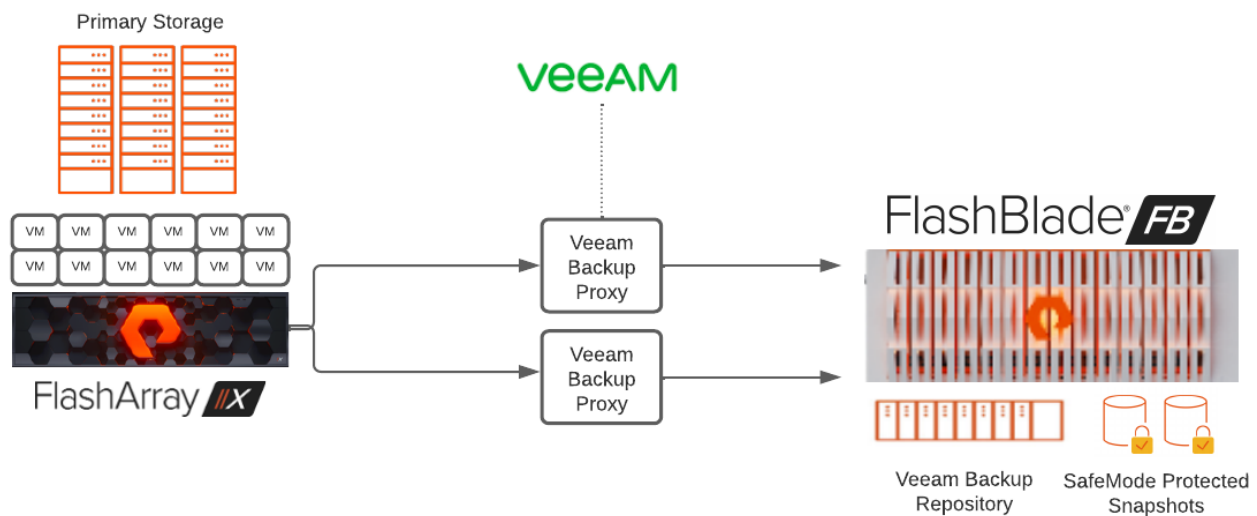 Primary Storage
veeAM
VM VM VM VM VM VM
VM VM VM VM VM VM
FlashArray //X
Veeam
Backup
Proxy
Veeam
Backup
Proxy
FlashBlade® FB
Veeam Backup
Repository
SafeMode Protected
Snapshots